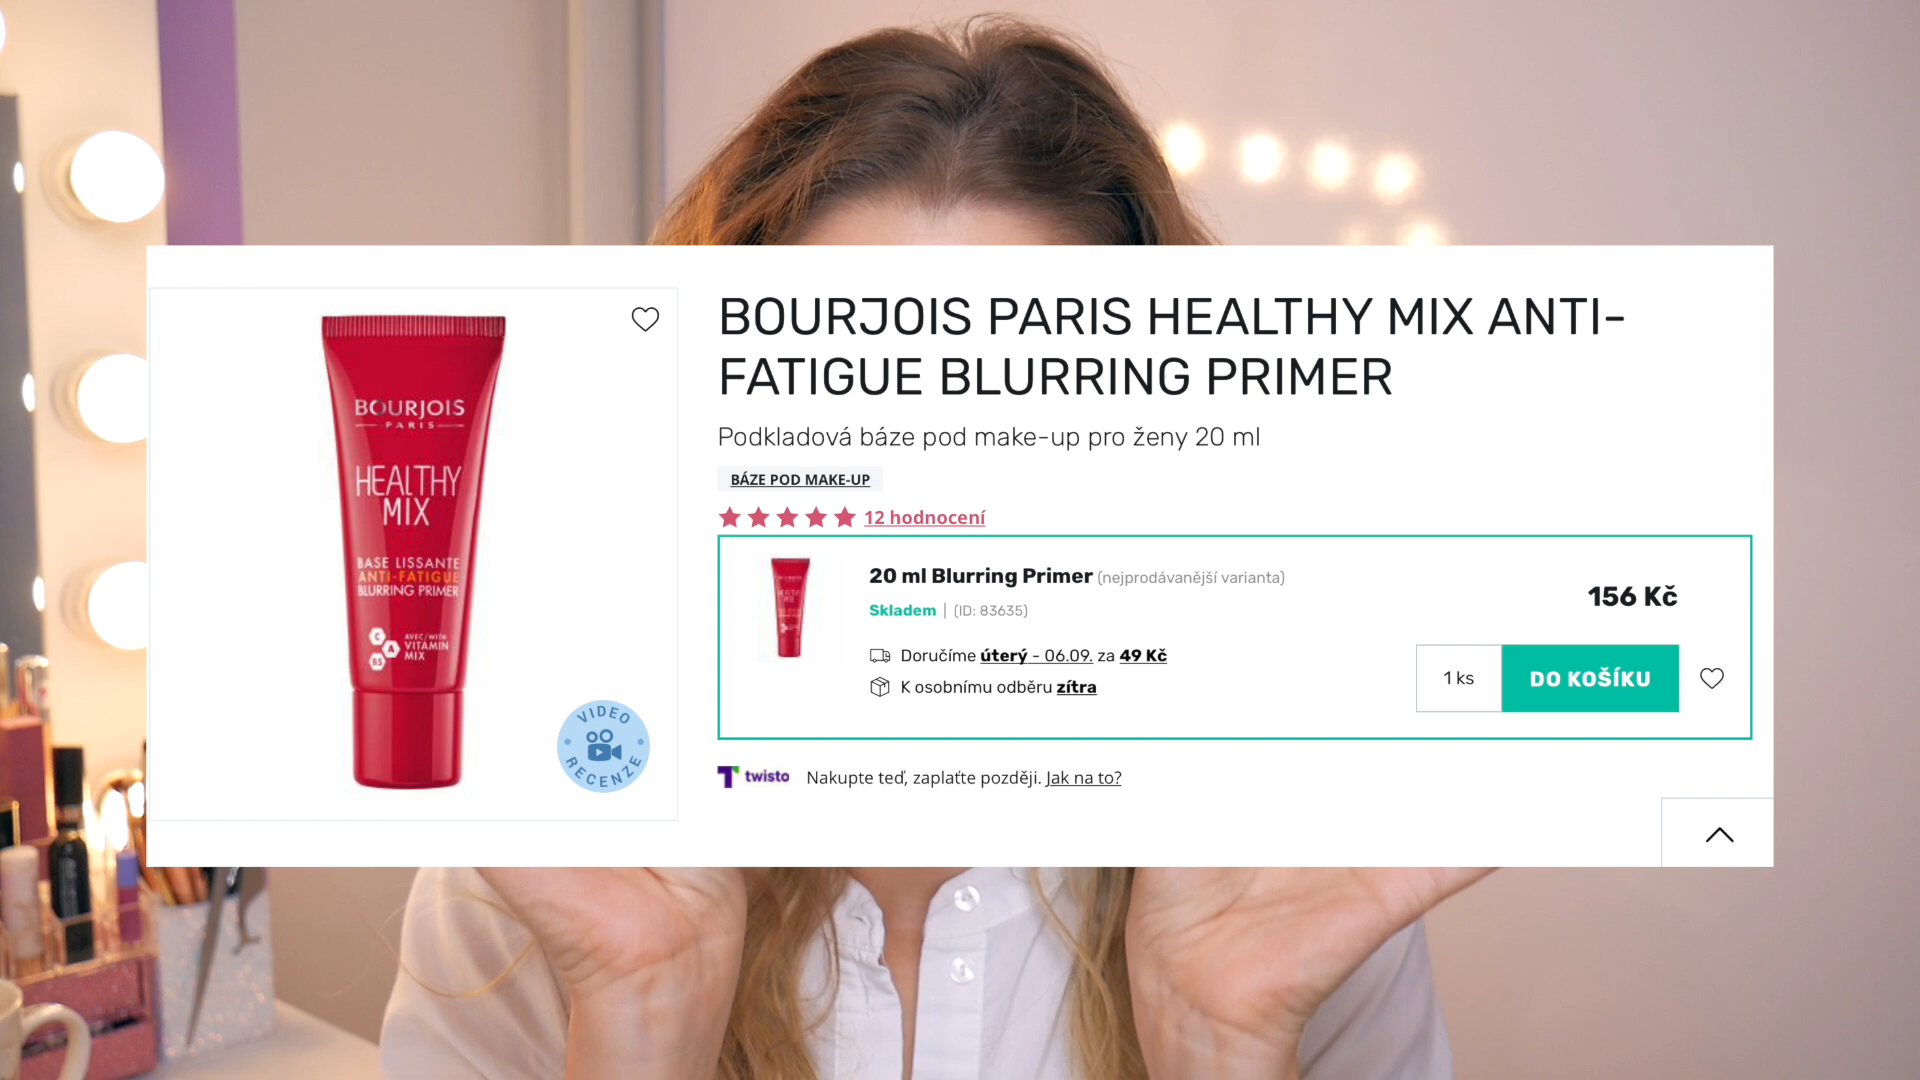 BOURJOIS
PARIS
HEALTHY
MIX
BASE LISSANTE
ANTI-FATIGUE
BLURRING PRIMER
C
A
B5
AVEC/WITH
VITAMIN
MIX
VIDEO
RECENZE
BOURJOIS PARIS HEALTHY MIX ANTI-
FATIGUE BLURRING PRIMER
Podkladová báze pod make-up pro ženy 20 ml
BÁZE POD MAKE-UP
12 hodnocení
20 ml Blurring Primer (nejprodávanější varianta)
Skladem | (ID: 83635)
156 Kč
Doručíme úterý - 06.09. za 49 Kč
K osobnímu odběru zítra
1 ks
DO KOŠÍKU
twisto Nakupte teď, zaplaťte později. Jak na to?